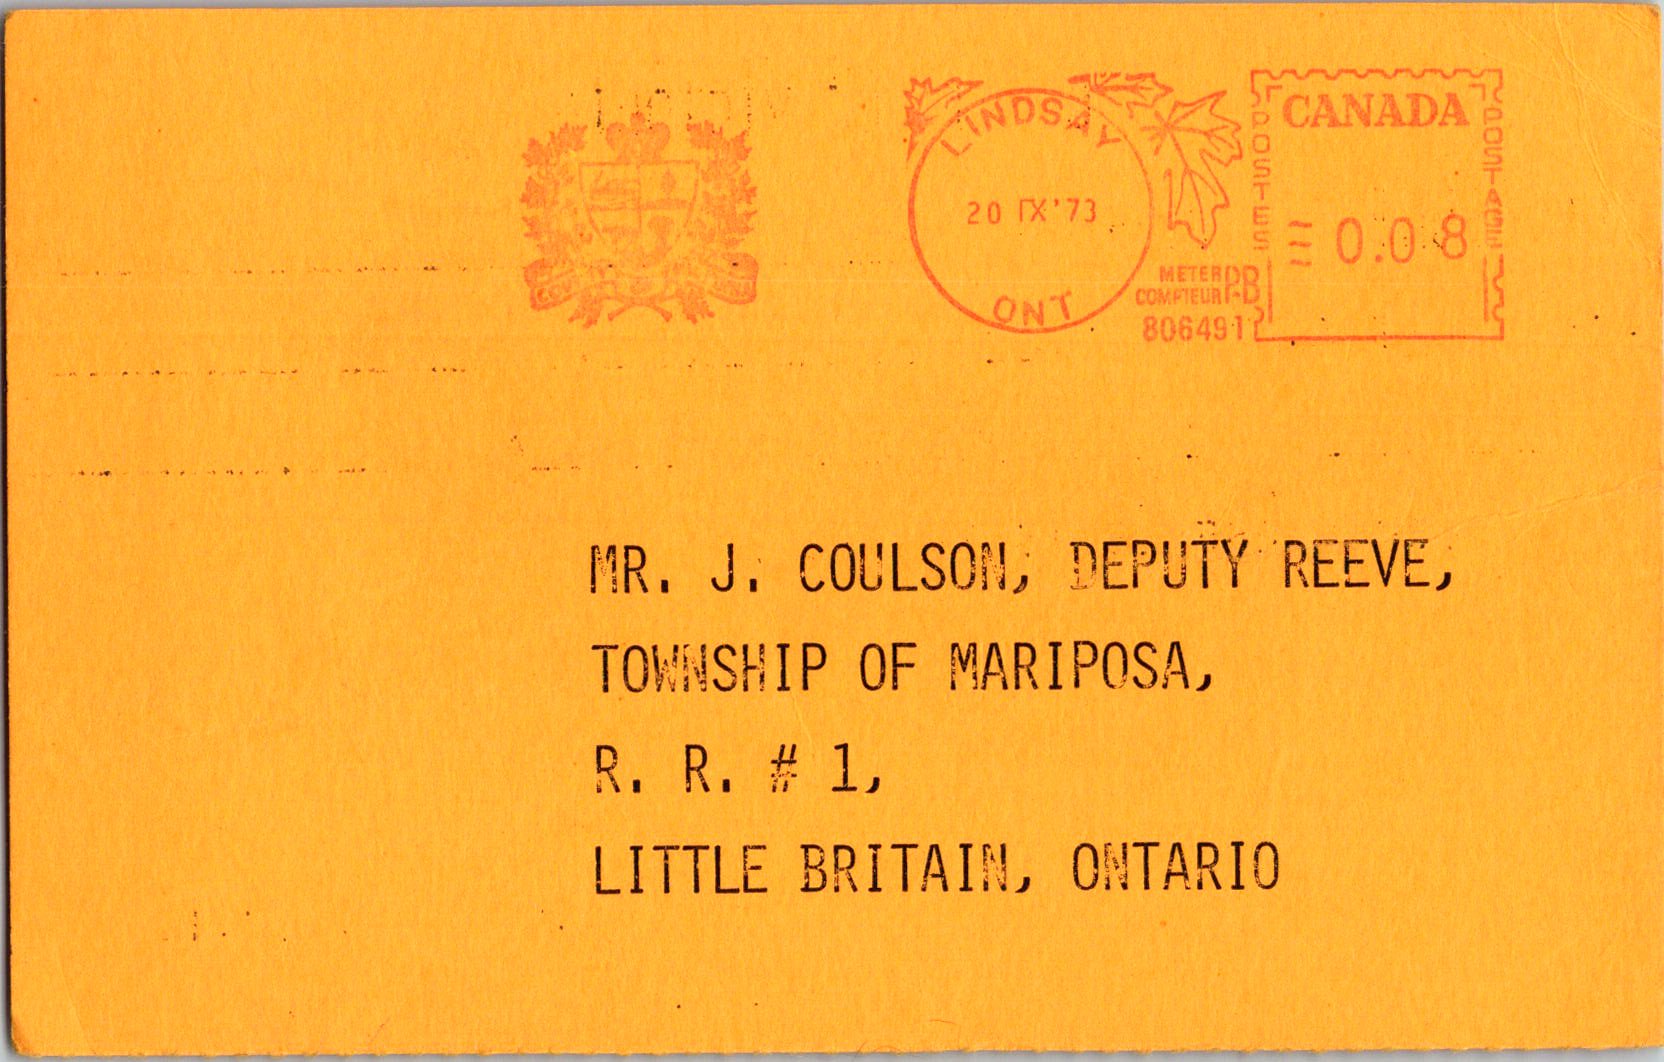 LINDSAY
20 IX'73
ONT
METER PB
COMPTEUR
806491
POSTES
CANADA
POSTAGE
0.08
MR. J. COULSON, DEPUTY REEVE,
TOWNSHIP OF MARIPOSA,
R. R. # 1,
LITTLE BRITAIN, ONTARIO